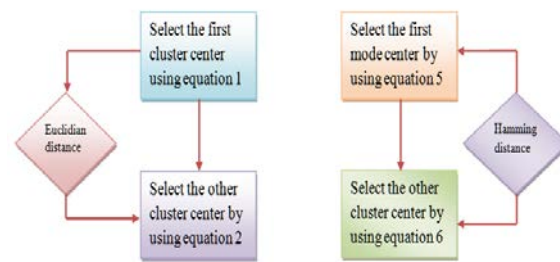 Select the first
cluster center
using equation 1
Euclidian
distance
Select the other
cluster center by
using equation 2
Select the first
mode center by
using equation 5
Hamming
distance
Select the other
cluster center by
using equation 6